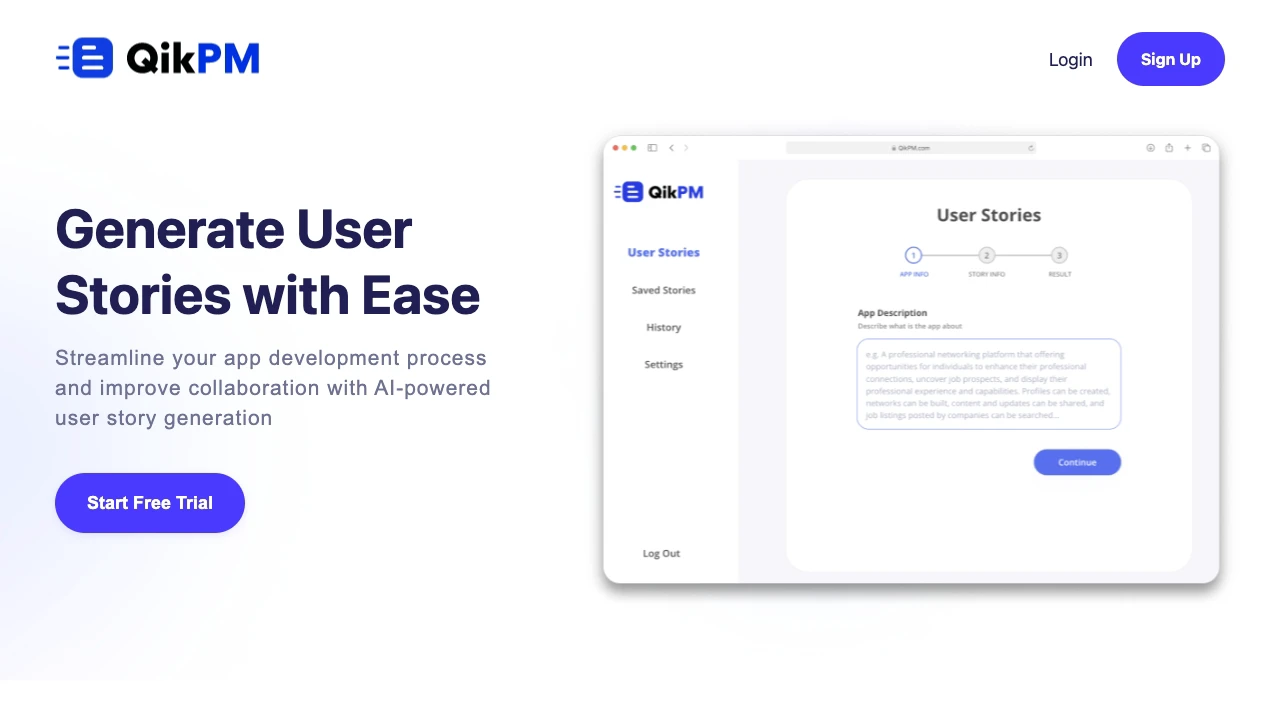 QikPM
Login
Sign Up
Generate User
Stories with Ease
Streamline your app development process
and improve collaboration with AI-powered
user story generation
Start Free Trial
QikPM.com
QikPM
User Stories
Saved Stories
History
Settings
Log Out
User Stories
1
2
3
APP INFO
STORY INFO
RESULT
App Description
Describe what is the app about
e.g. A professional networking platform that offering
opportunities for individuals to enhance their professional
connections, uncover job prospects, and display their
professional experience and capabilities. Profiles can be created,
networks can be built, content and updates can be shared, and
job listings posted by companies can be searched...
Continue